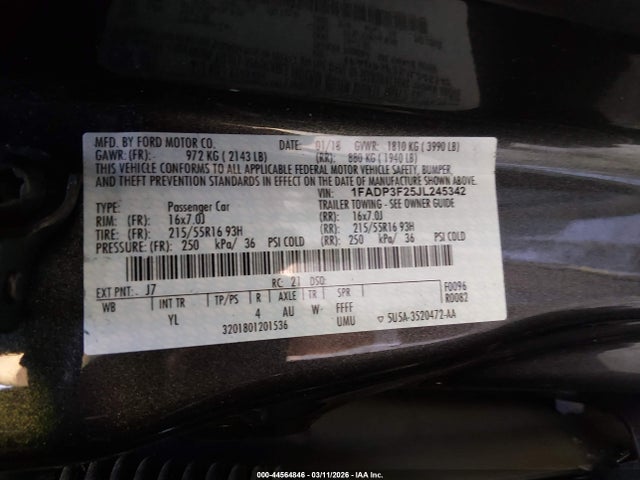 MFD. BY FORD MOTOR CO. DATE: 01/18 GVWR: 1810 KG ( 3990 LB)
GAWR: (FR): 972 KG ( 2143 LB) (RR): 880 KG ( 1940 LB)
THIS VEHICLE CONFORMS TO ALL APPLICABLE FEDERAL MOTOR VEHICLE SAFETY, BUMPER,
AND THEFT PREVENTION STANDARDS IN EFFECT ON THE DATE OF MANUFACTURE SHOWN ABOVE.
VIN: 1FADP3F25JL245342
TYPE: Passenger Car TRAILER TOWING - SEE OWNER GUIDE
RIM: (FR): 16x7.0J (RR): 16x7.0J
TIRE: (FR): 215/55R16 93H (RR): 215/55R16 93H
PRESSURE: (FR): 250 kPa/ 36 PSI COLD (RR): 250 kPa/ 36 PSI COLD
EXT PNT: J7 RC: 21 DSO: F0096
WB INT TR TP/PS R AXLE TR SPR R0082
YL 4 AU W FFFF
3201801201536 UMU ▽ 5U5A-3520472-AA
000-44564846 - 03/11/2026 - IAA Inc.